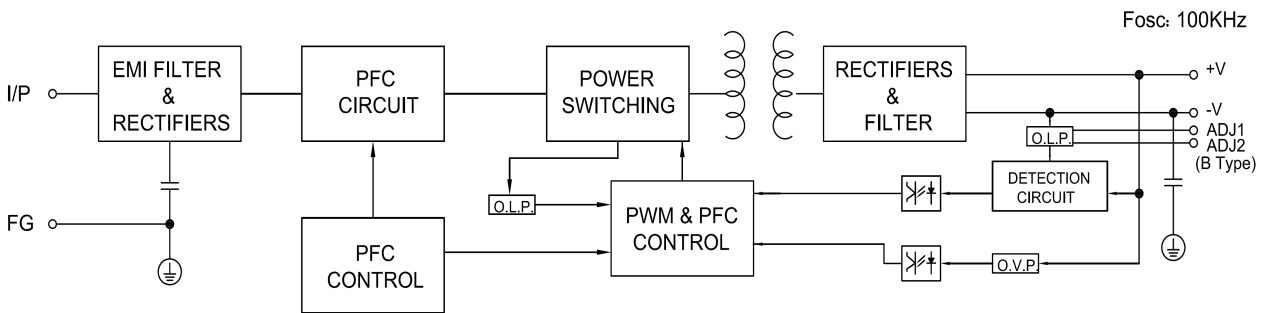 Fosc: 100KHz
I/P
EMI FILTER
&
RECTIFIERS
PFC
CIRCUIT
POWER
SWITCHING
RECTIFIERS
&
FILTER
+V
-V
ADJ1
ADJ2
(B Type)
O.L.P.
DETECTION
CIRCUIT
O.L.P.
PWM & PFC
CONTROL
FG
PFC
CONTROL
O.V.P.